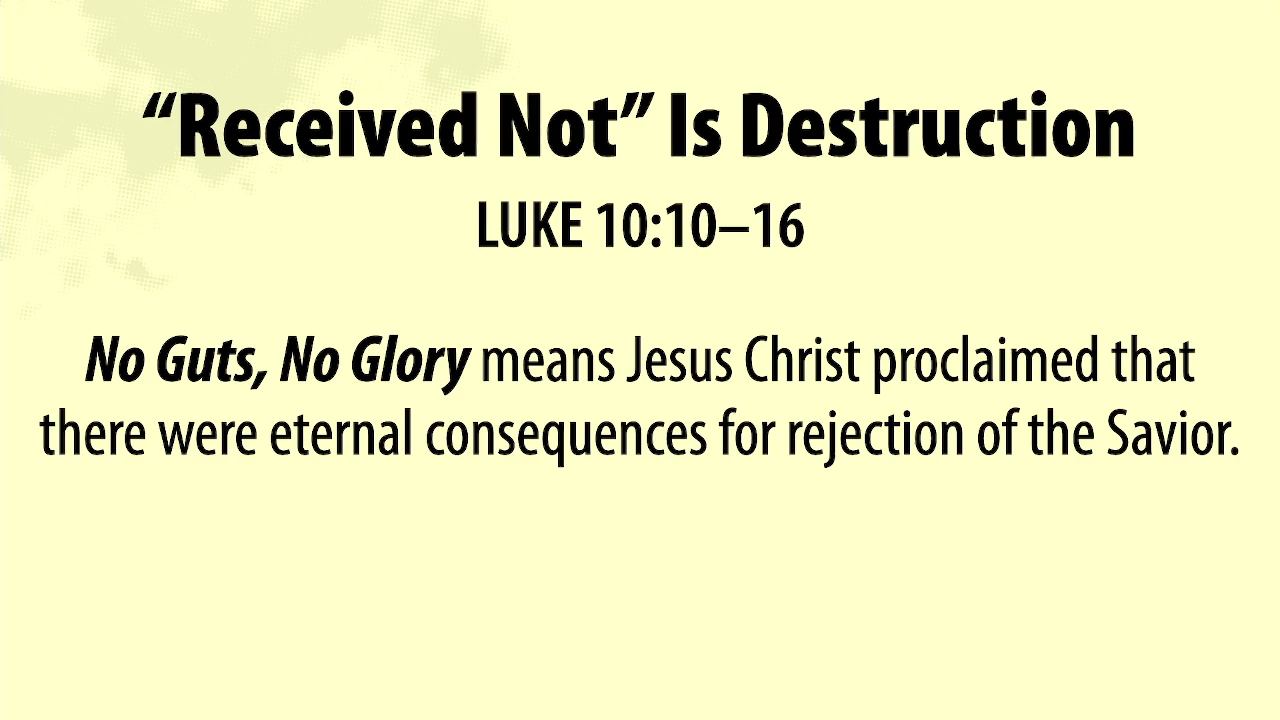 “Received Not” Is Destruction
LUKE 10:10–16
No Guts, No Glory means Jesus Christ proclaimed that
there were eternal consequences for rejection of the Savior.